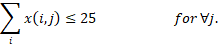 ∑_i x(i,j) ≤ 25 for ∀j.